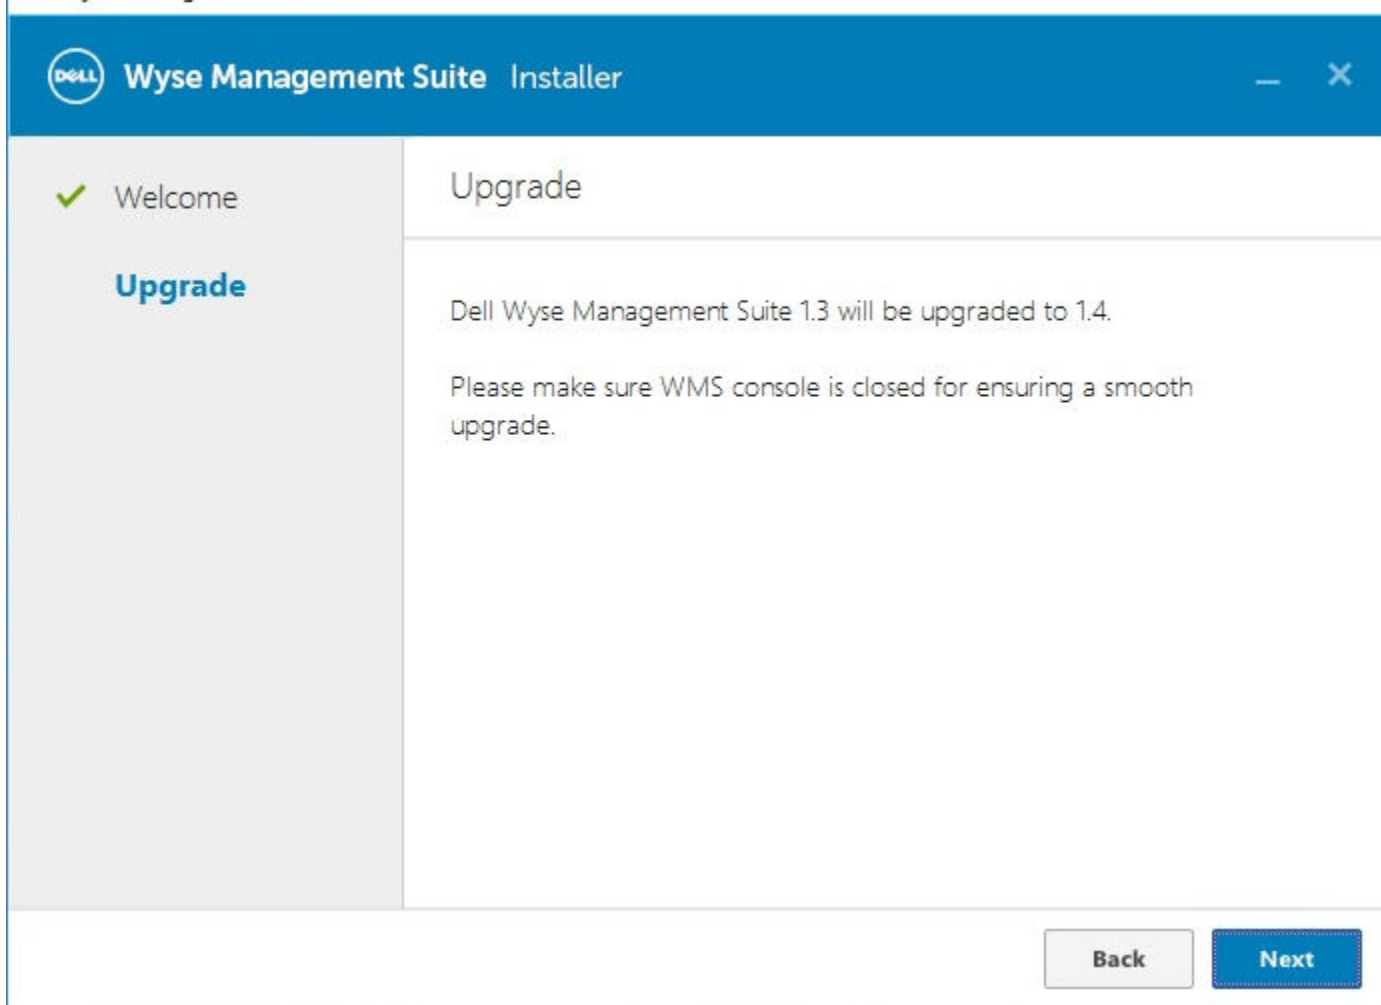 DELL Wyse Management Suite Installer
Welcome
Upgrade
Upgrade
Dell Wyse Management Suite 1.3 will be upgraded to 1.4.
Please make sure WMS console is closed for ensuring a smooth
upgrade.
Back
Next